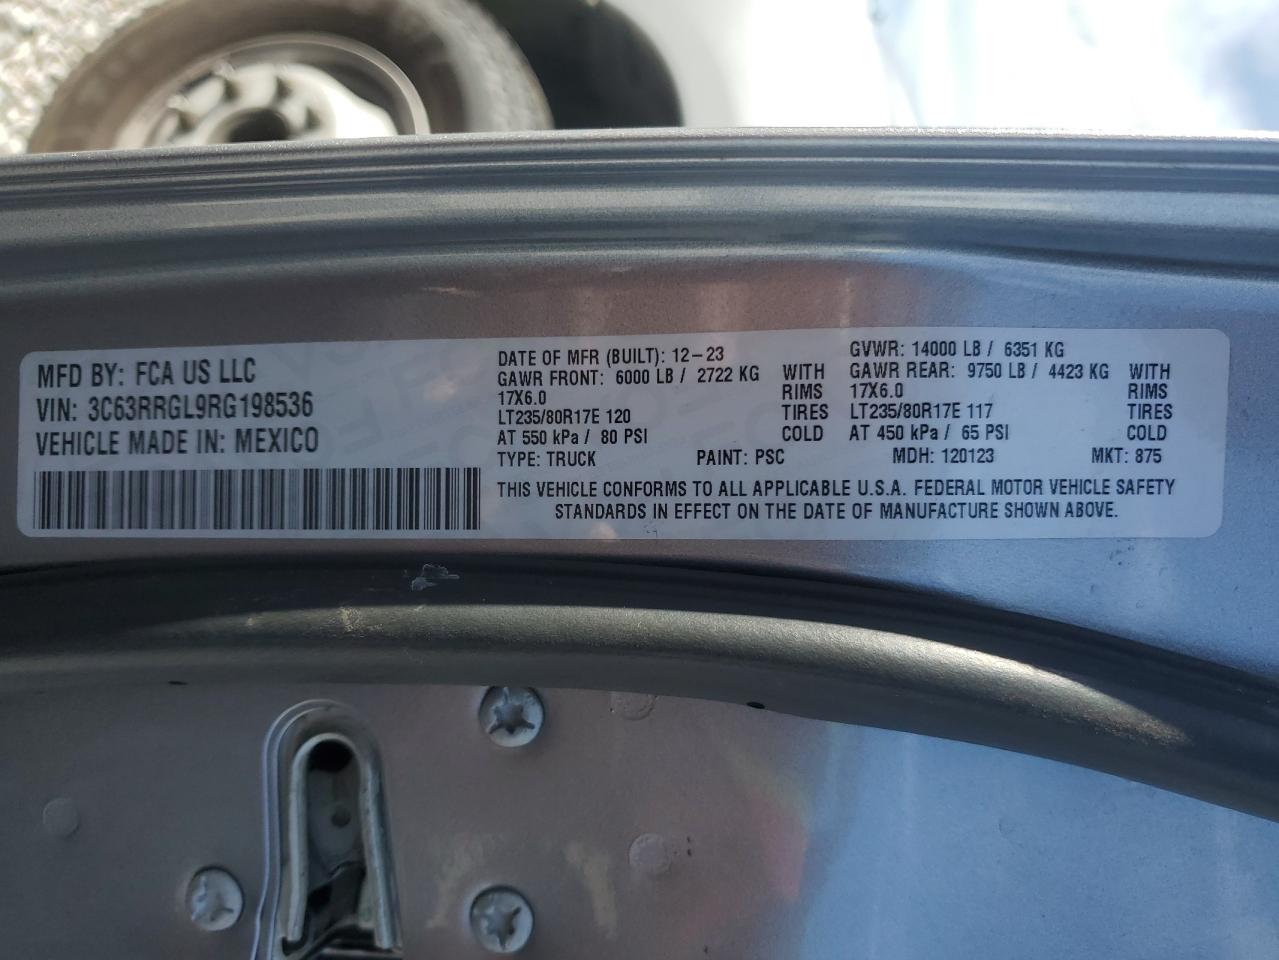 MFD BY: FCA US LLC
VIN: 3C63RRGL9RG198536
VEHICLE MADE IN: MEXICO
DATE OF MFR (BUILT): 12-23
GVWR: 14000 LB / 6351 KG
GAWR FRONT: 6000 LB / 2722 KG WITH
17X6.0 RIMS
LT235/80R17E 120 TIRES
AT 550 kPa / 80 PSI COLD
GAWR REAR: 9750 LB / 4423 KG WITH
17X6.0 RIMS
LT235/80R17E 117 TIRES
AT 450 kPa / 65 PSI COLD
TYPE: TRUCK PAINT: PSC MDH: 120123 MKT: 875
THIS VEHICLE CONFORMS TO ALL APPLICABLE U.S.A. FEDERAL MOTOR VEHICLE SAFETY
STANDARDS IN EFFECT ON THE DATE OF MANUFACTURE SHOWN ABOVE.